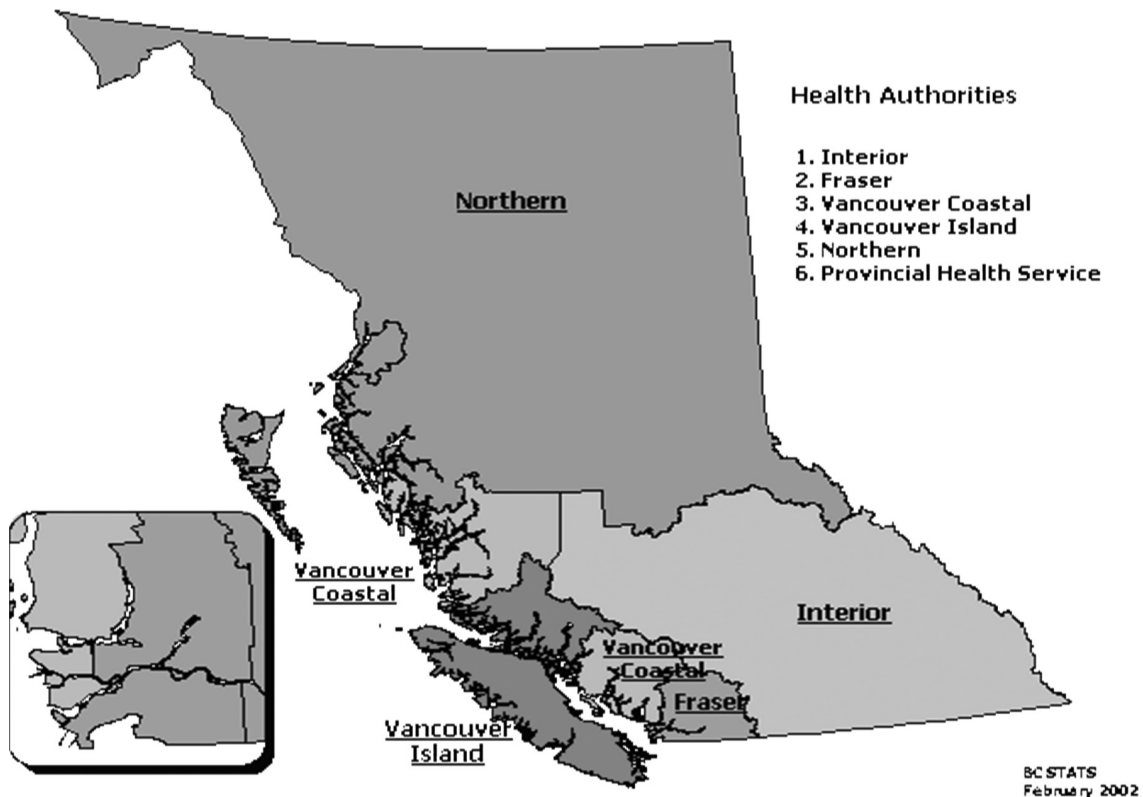 Health Authorities
1. Interior
2. Fraser
3. Vancouver Coastal
4. Vancouver Island
5. Northern
6. Provincial Health Service
Northern
Vancouver
Coastal
Interior
Vancouver
Coastal
Fraser
Vancouver
Island
BC STATS
February 2002